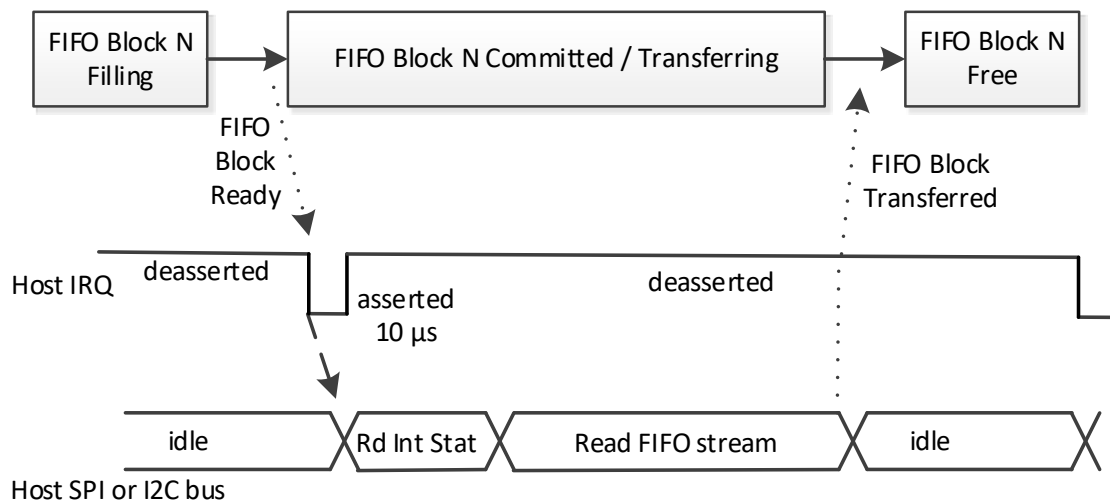 FIFO Block N
Filling
FIFO Block N Committed / Transferring
FIFO Block N
Free
FIFO
Block
Ready
FIFO Block
Transferred
Host IRQ
deasserted
asserted
10 µs
deasserted
idle
Rd Int Stat
Read FIFO stream
idle
Host SPI or I2C bus